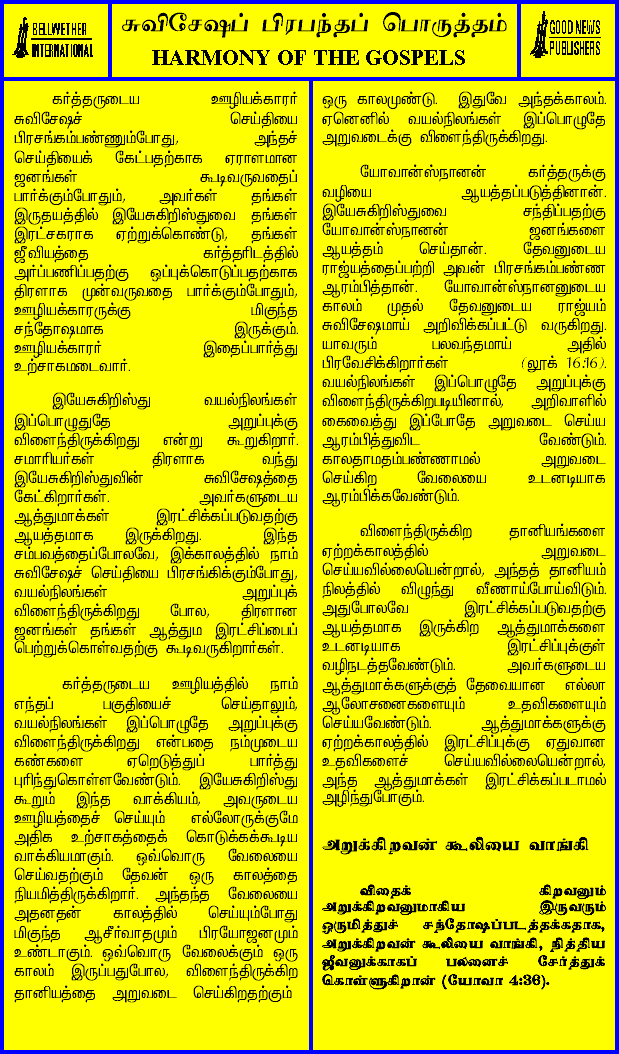 BELLWETHER
INTERNATIONAL
சுவிசேஷப் பிரபந்தப் பொருத்தம்
HARMONY OF THE GOSPELS
GOOD NEWS
PUBLISHERS
கர்த்தருடைய ஊழியக்காரர்
சுவிசேஷச் செய்தியை
பிரசங்கம்பண்ணும்போது, அந்தச்
செய்தியைக் கேட்பதற்காக ஏராளமான
ஜனங்கள் கூடிவருவதைப்
பார்க்கும்போதும், அவர்கள் தங்கள்
இருதயத்தில் இயேசுகிறிஸ்துவை தங்கள்
இரட்சகராக ஏற்றுக்கொண்டு, தங்கள்
ஜீவியத்தை கர்த்தரிடத்தில்
அர்ப்பணிப்பதற்கு ஒப்புக்கொடுப்பதற்காக
திரளாக முன்வருவதை பார்க்கும்போதும்,
ஊழியக்காரருக்கு மிகுந்த
சந்தோஷமாக இருக்கும்.
ஊழியக்காரர் இதைப்பார்த்து
உற்சாகமடைவார்.
இயேசுகிறிஸ்து வயல்நிலங்கள்
இப்பொழுதுதே அறுப்புக்கு
விளைந்திருக்கிறது என்று கூறுகிறார்.
சமாரியர்கள் திரளாக வந்து
இயேசுகிறிஸ்துவின் சுவிசேஷத்தை
கேட்கிறார்கள். அவர்களுடைய
ஆத்துமாக்கள் இரட்சிக்கப்படுவதற்கு
ஆயத்தமாக இருக்கிறது. இந்த
சம்பவத்தைப்போலவே, இக்காலத்தில் நாம்
சுவிசேஷச் செய்தியை பிரசங்கிக்கும்போது,
வயல்நிலங்கள் அறுப்புக்
விளைந்திருக்கிறது போல, திரளான
ஜனங்கள் தங்கள் ஆத்தும இரட்சிப்பைப்
பெற்றுக்கொள்வதற்கு கூடிவருகிறார்கள்.
கர்த்தருடைய ஊழியத்தில் நாம்
எந்தப் பகுதியைச் செய்தாலும்,
வயல்நிலங்கள் இப்பொழுதே அறுப்புக்கு
விளைந்திருக்கிறது என்பதை நம்முடைய
கண்களை ஏறெடுத்துப் பார்த்து
புரிந்துகொள்ளவேண்டும். இயேசுகிறிஸ்து
கூறும் இந்த வாக்கியம், அவருடைய
ஊழியத்தைச் செய்யும் எல்லோருக்குமே
அதிக உற்சாகத்தைக் கொடுக்கக்கூடிய
வாக்கியமாகும். ஒவ்வொரு வேலையை
செய்வதற்கும் தேவன் ஒரு காலத்தை
நியமித்திருக்கிறார். அந்தந்த வேலையை
அதனதன் காலத்தில் செய்யும்போது
மிகுந்த ஆசீர்வாதமும் பிரயோஜனமும்
உண்டாகும். ஒவ்வொரு வேலைக்கும் ஒரு
காலம் இருப்பதுபோல, விளைந்திருக்கிற
தானியத்தை அறுவடை செய்கிறதற்கும்
ஒரு காலமுண்டு. இதுவே அந்தக்காலம்.
ஏனெனில் வயல்நிலங்கள் இப்பொழுதே
அறுவடைக்கு விளைந்திருக்கிறது.
யோவான்ஸ்நானன் கர்த்தருக்கு
வழியை ஆயத்தப்படுத்தினான்.
இயேசுகிறிஸ்துவை சந்திப்பதற்கு
யோவான்ஸ்நானன் ஜனங்களை
ஆயத்தம் செய்தான். தேவனுடைய
ராஜ்யத்தைப்பற்றி அவன் பிரசங்கம்பண்ண
ஆரம்பித்தான். யோவான்ஸ்நானனுடைய
காலம் முதல் தேவனுடைய ராஜ்யம்
சுவிசேஷமாய் அறிவிக்கப்பட்டு வருகிறது.
யாவரும் பலவந்தமாய் அதில்
பிரவேசிக்கிறார்கள் (லூக் 16:16).
வயல்நிலங்கள் இப்பொழுதே அறுப்புக்கு
விளைந்திருக்கிறபடியினால், அறிவாளில்
கைவைத்து இப்போதே அறுவடை செய்ய
ஆரம்பித்துவிட வேண்டும்.
காலதாமதம்பண்ணாமல் அறுவடை
செய்கிற வேலையை உடனடியாக
ஆரம்பிக்கவேண்டும்.
விளைந்திருக்கிற தானியங்களை
ஏற்றக்காலத்தில் அறுவடை
செய்யவில்லையென்றால், அந்தத் தானியம்
நிலத்தில் விழுந்து வீணாய்போய்விடும்.
அதுபோலவே இரட்சிக்கப்படுவதற்கு
ஆயத்தமாக இருக்கிற ஆத்துமாக்களை
உடனடியாக இரட்சிப்புக்குள்
வழிநடத்தவேண்டும். அவர்களுடைய
ஆத்துமாக்களுக்குத் தேவையான எல்லா
ஆலோசனைகளையும் உதவிகளையும்
செய்யவேண்டும். ஆத்துமாக்களுக்கு
ஏற்றகாலத்தில் இரட்சிப்புக்கு ஏதுவான
உதவிகளைச் செய்யவில்லையென்றால்,
அந்த ஆத்துமாக்கள் இரட்சிக்கப்படாமல்
அழிந்துபோகும்.
அறுக்கிறவன் கூலியை வாங்கி
விதைக் கிறவனும்
அறுக்கிறவனுமாகிய இருவரும்
ஒருமித்துச் சந்தோஷப்படத்தக்கதாக,
அறுக்கிறவன் கூலியை வாங்கி, நித்திய
ஜீவனுக்காகப் பலனைச் சேர்த்துக்
கொள்ளுகிறான் (யோவா 4:36).